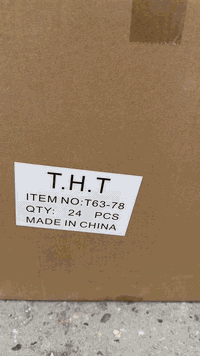 T.H.T
ITEM NO:T63-78
QTY: 24 PCS
MADE IN CHINA